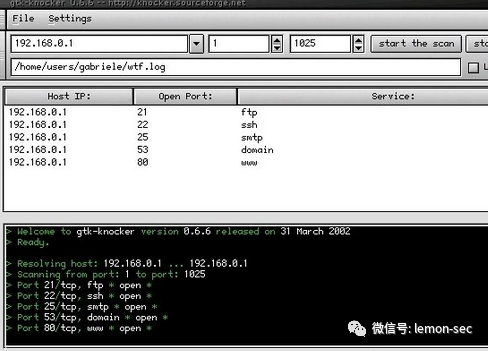 gtk-knocker 0.6.6 -- http://knocker.sourceforge.net
File Settings
192.168.0.1 1 1025 start the scan
/home/users/gabriele/wtf.log
Host IP: Open Port: Service:
192.168.0.1 21 ftp
192.168.0.1 22 ssh
192.168.0.1 25 smtp
192.168.0.1 53 domain
192.168.0.1 80 www
> Welcome to gtk-knocker version 0.6.6 released on 31 March 2002
> Ready.
> Resolving host: 192.168.0.1 ... 192.168.0.1
> Scanning from port: 1 to port: 1025
> Port 21/tcp, ftp * open *
> Port 22/tcp, ssh * open *
> Port 25/tcp, smtp * open *
> Port 53/tcp, domain * open *
> Port 80/tcp, www * open *
微信号: lemon-sec